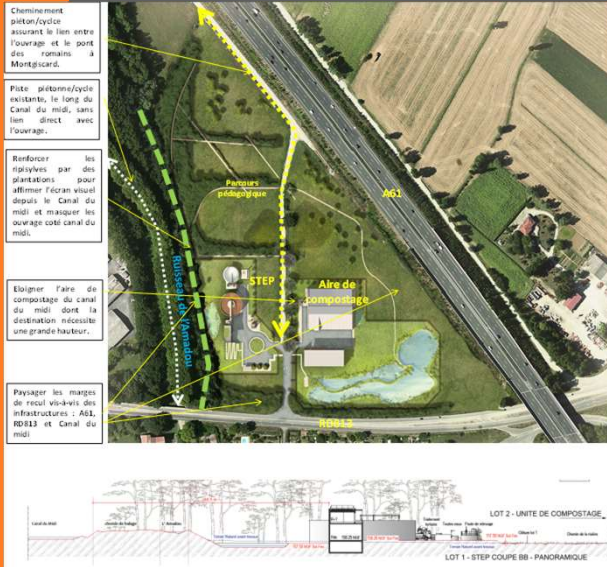 Cheminement
piéton/cyclce
assurant le lien entre
l'ouvrage et le pont
des romains à
Montgiscard.
Piste piétonne/cycle
existante, le long du
Canal du midi, sans
lien direct avec
l'ouvrage.
Renforcer les
ripisylves par des
plantations pour
affirmer l'écran visuel
depuis le Canal du
midi et masquer les
ouvrage coté canal du
midi.
Eloigner l'aire de
compostage du canal
du midi dont la
destination nécessite
une grande hauteur.
Paysager les marges
de recul vis-à-vis des
infrastructures : A61,
RD813 et Canal du
midi
Parcours
pédagogique
A61
STEP
Aire de
compostage
Ruisseau de l'Amadou
RD813
Canal du Midi
chemin de halage
L'Amadou
LOT 2 - UNITE DE COMPOSTAGE
LOT 1 - STEP COUPE BB - PANORAMIQUE